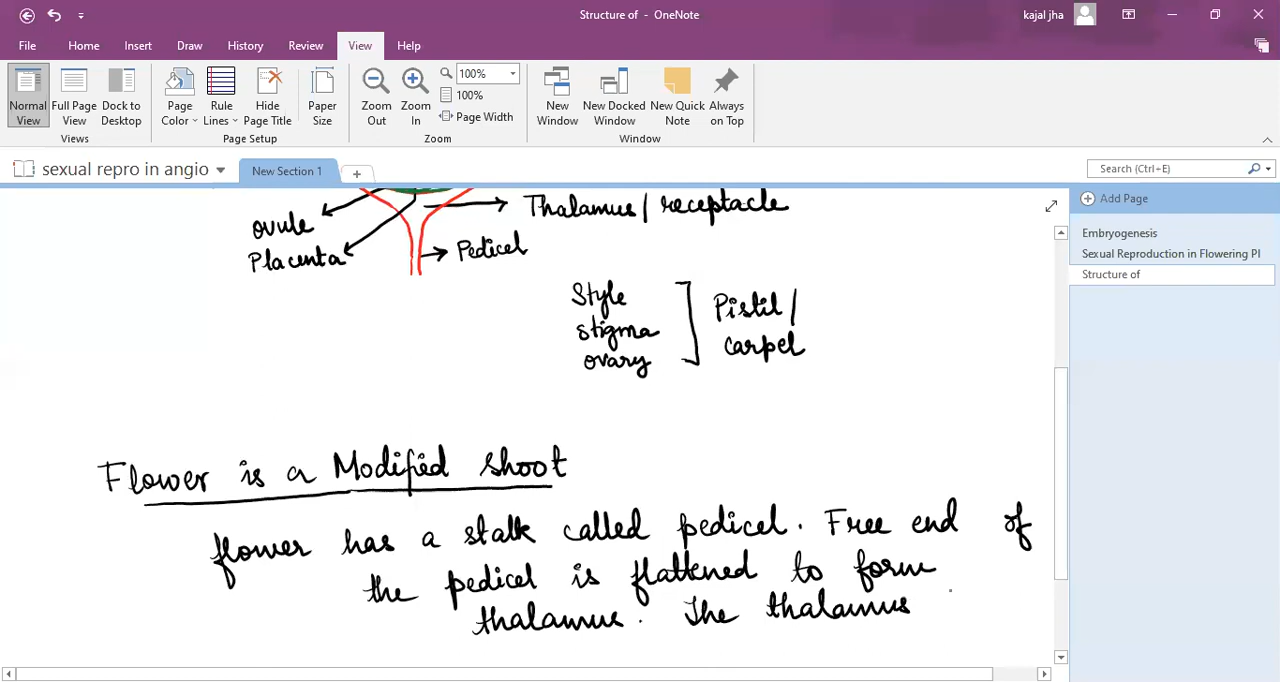 Structure of - OneNote
kajal jha
File Home Insert Draw History Review View Help
Normal View
Full Page View
Dock to Desktop
Page Color
Rule Lines
Hide Page Title
Paper Size
Zoom Out
Zoom In
100%
100%
Page Width
New Window
New Docked Window
New Quick Note
Always on Top
Views
Page Setup
Zoom
Window
sexual repro in angio
New Section 1
Search (Ctrl+E)
Add Page
Embryogenesis
Sexual Reproduction in Flowering Pl
Structure of
ovule
Thalamus/receptacle
Placenta
Pedicel
Style
stigma
ovary
Pistil/
carpel
Flower is a Modified shoot
flower has a stalk called pedicel. Free end of
the pedicel is flattened to form
thalamus. The thalamus